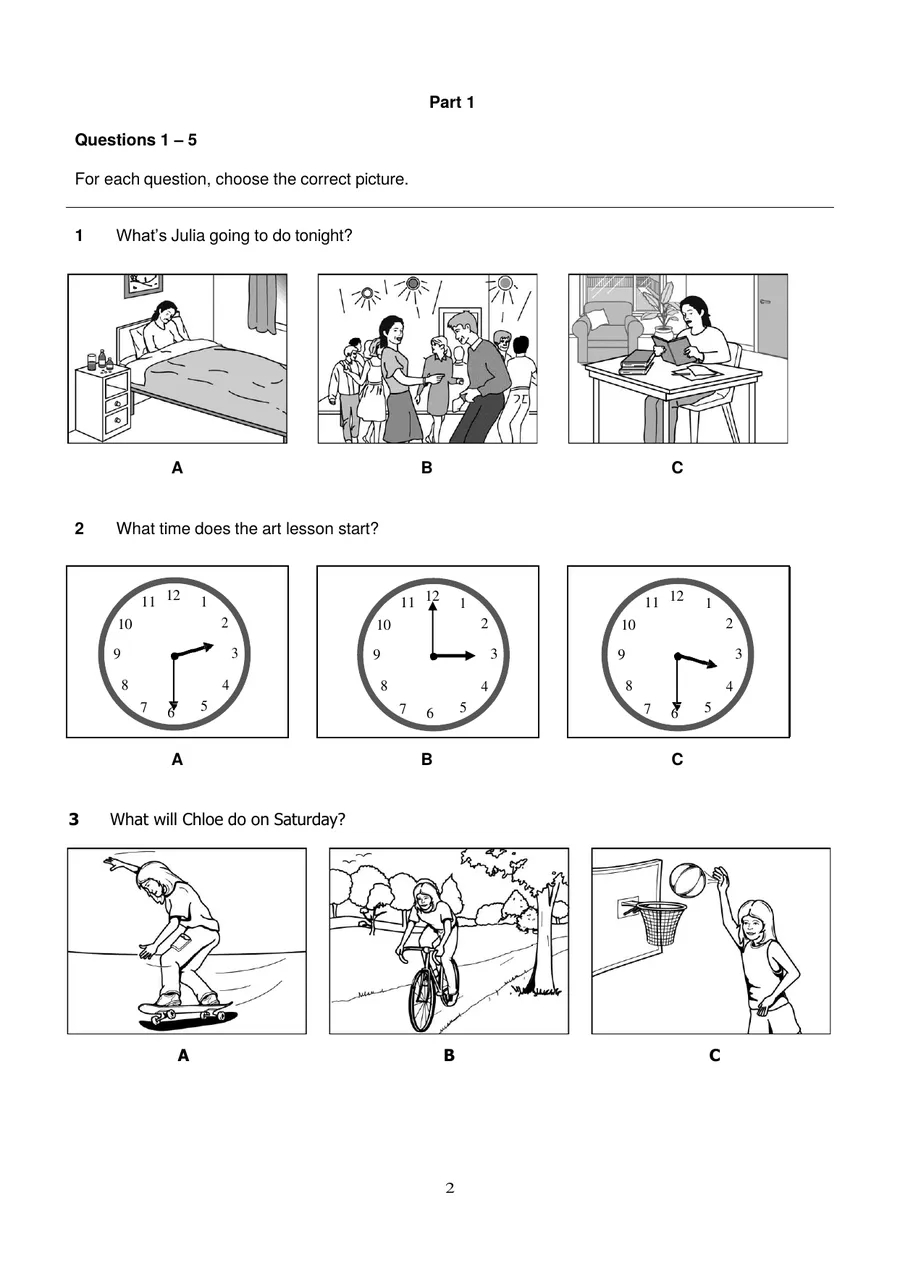 Part 1
Questions 1 – 5
For each question, choose the correct picture.
1 What's Julia going to do tonight?
A B C
2 What time does the art lesson start?
11 12 1
10 2
9 3
8 4
7 6 5
11 12 1
10 2
9 3
8 4
7 6 5
11 12 1
10 2
9 3
8 4
7 6 5
A B C
3 What will Chloe do on Saturday?
A B C
2